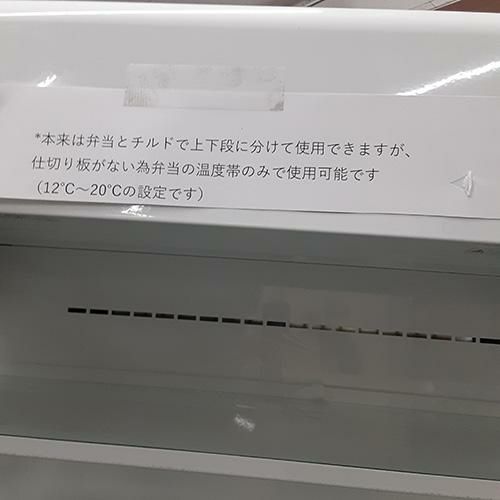 *本来は弁当とチルドで上下段に分けて使用できますが、
仕切り板がない為弁当の温度帯のみで使用可能です
（12℃～20℃の設定です）